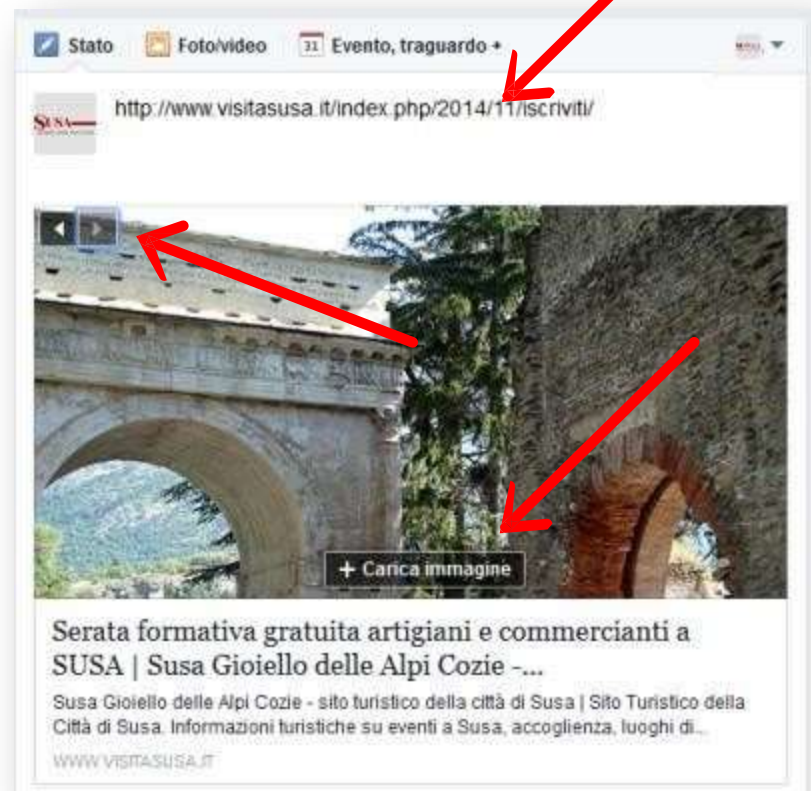 Stato Foto/video 31 Evento, traguardo +
SUSA
http://www.visitasusa.it/index.php/2014/11/iscriviti/
+ Carica immagine
Serata formativa gratuita artigiani e commercianti a
SUSA | Susa Gioiello delle Alpi Cozie -...
Susa Gioiello delle Alpi Cozie - sito turistico della città di Susa | Sito Turistico della
Città di Susa. Informazioni turistiche su eventi a Susa, accoglienza, luoghi di...
WWW.VISITASUSA.IT